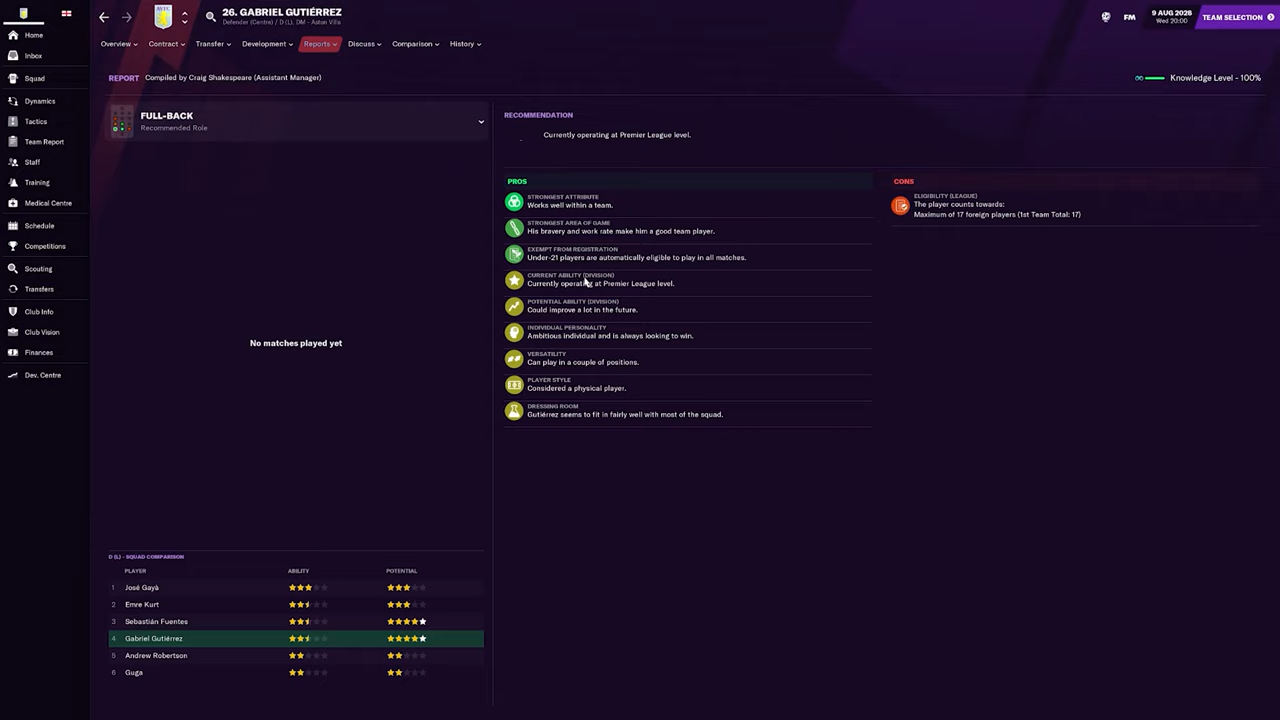 26. GABRIEL GUTIÉRREZ
Defender (Centre) / D (L), DM - Aston Villa
FM
9 AUG 2028
Wed 20:00
TEAM SELECTION
Overview
Contract
Transfer
Development
Reports
Discuss
Comparison
History
Home
Inbox
Squad
Dynamics
Tactics
Team Report
Staff
Training
Medical Centre
Schedule
Competitions
Scouting
Transfers
Club Info
Club Vision
Finances
Dev. Centre
REPORT Compiled by Craig Shakespeare (Assistant Manager)
Knowledge Level - 100%
FULL-BACK
Recommended Role
No matches played yet
D (L) - SQUAD COMPARISON
PLAYER ABILITY POTENTIAL
1 José Gayà
2 Emre Kurt
3 Sebastián Fuentes
4 Gabriel Gutiérrez
5 Andrew Robertson
6 Guga
RECOMMENDATION
Currently operating at Premier League level.
PROS
STRONGEST ATTRIBUTE
Works well within a team.
STRONGEST AREA OF GAME
His bravery and work rate make him a good team player.
EXEMPT FROM REGISTRATION
Under-21 players are automatically eligible to play in all matches.
CURRENT ABILITY (DIVISION)
Currently operating at Premier League level.
POTENTIAL ABILITY (DIVISION)
Could improve a lot in the future.
INDIVIDUAL PERSONALITY
Ambitious individual and is always looking to win.
VERSATILITY
Can play in a couple of positions.
PLAYER STYLE
Considered a physical player.
DRESSING ROOM
Gutiérrez seems to fit in fairly well with most of the squad.
CONS
ELIGIBILITY (LEAGUE)
The player counts towards:
Maximum of 17 foreign players (1st Team Total: 17)